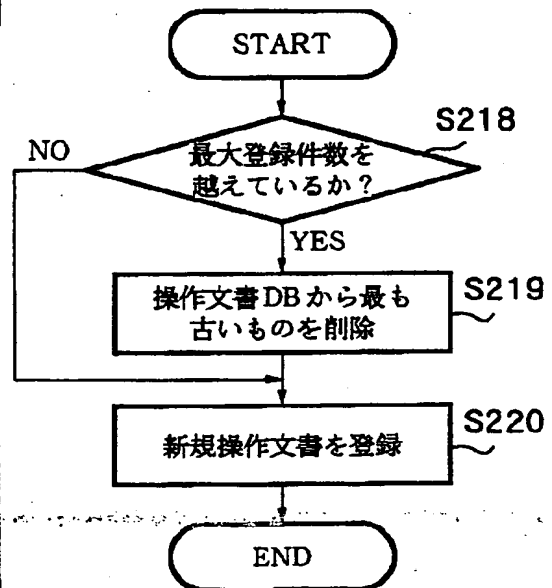 START
S218
NO
最大登録件数を
越えているか？
YES
操作文書DBから最も
古いものを削除
S219
新規操作文書を登録
S220
END